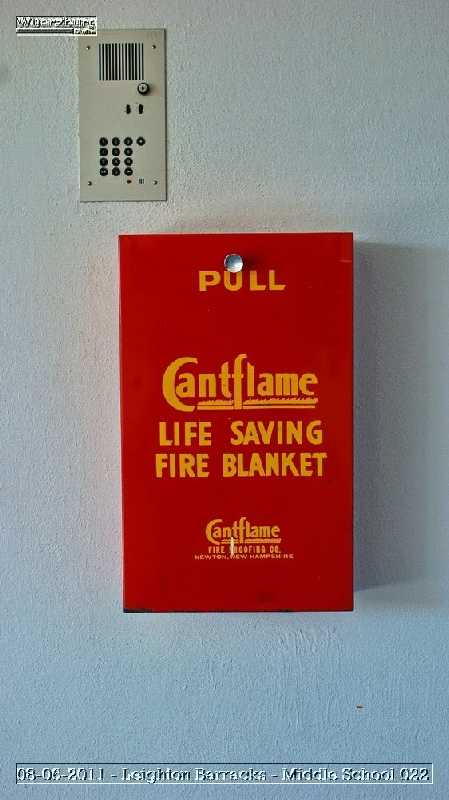 Wuerzburg
PULL
Cantflame
LIFE SAVING
FIRE BLANKET
Cantflame
FIRE PROOFING CO.
NEWTON, NEW HAMPSHIRE
08-06-2011 - Leighton Barracks - Middle School 022